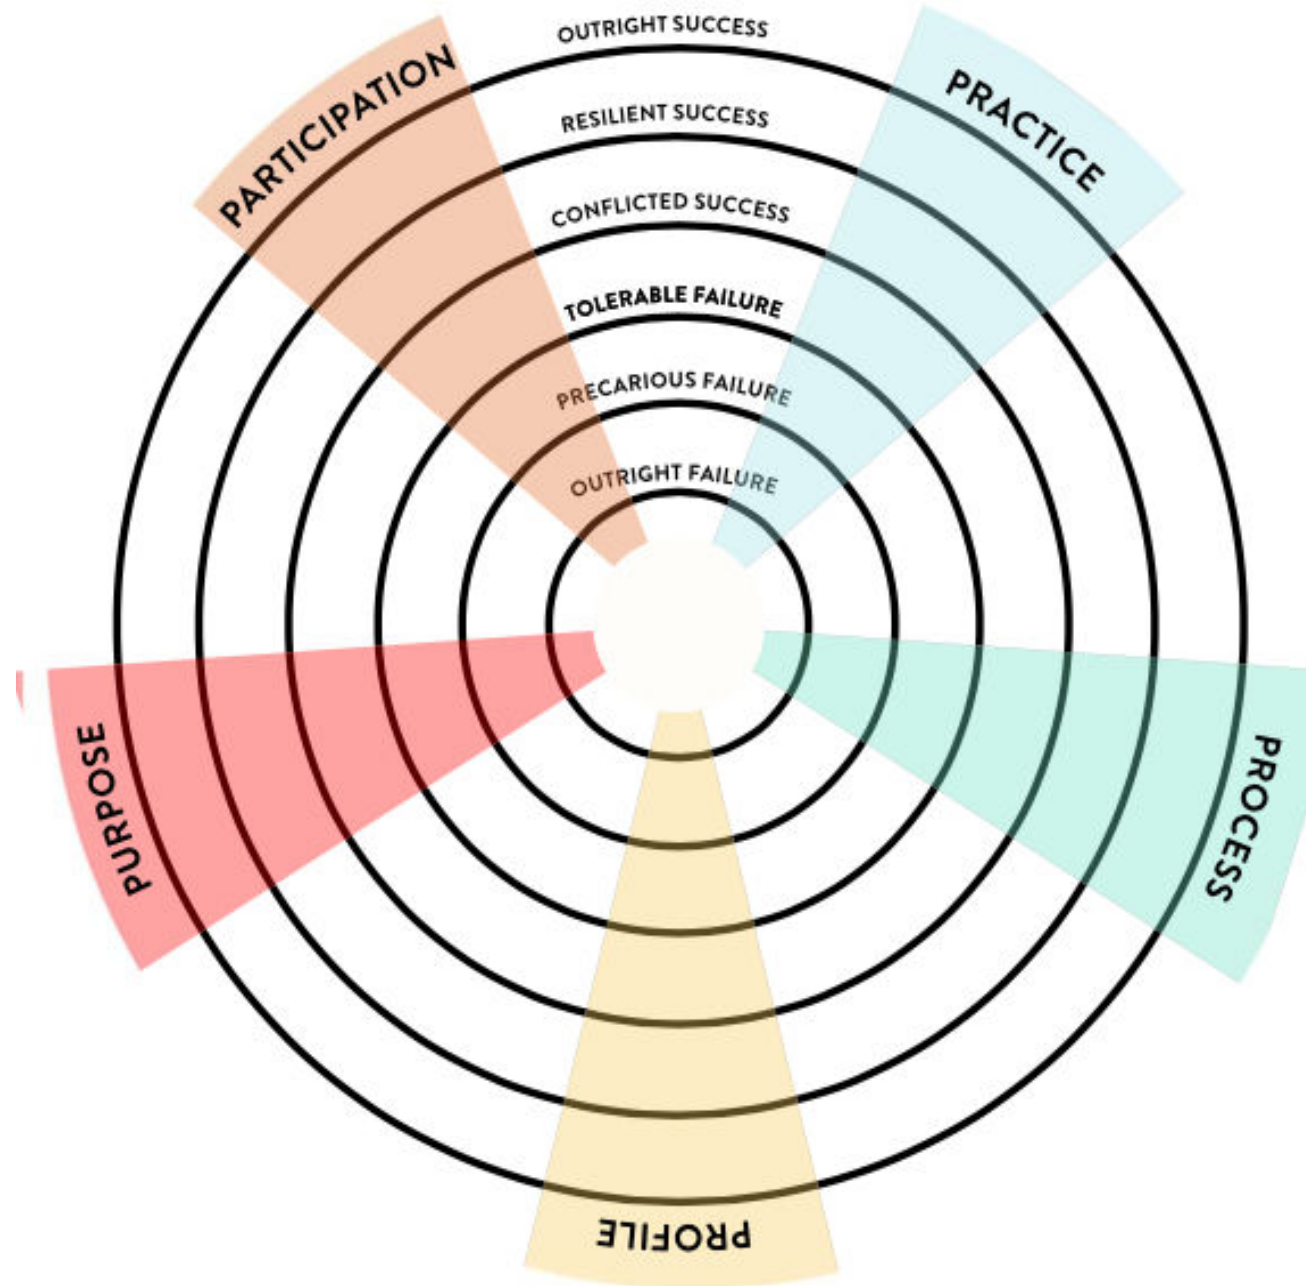 OUTRIGHT SUCCESS
RESILIENT SUCCESS
CONFLICTED SUCCESS
TOLERABLE FAILURE
PRECARIOUS FAILURE
OUTRIGHT FAILURE
PARTICIPATION
PRACTICE
PROCESS
PROFILE
PURPOSE